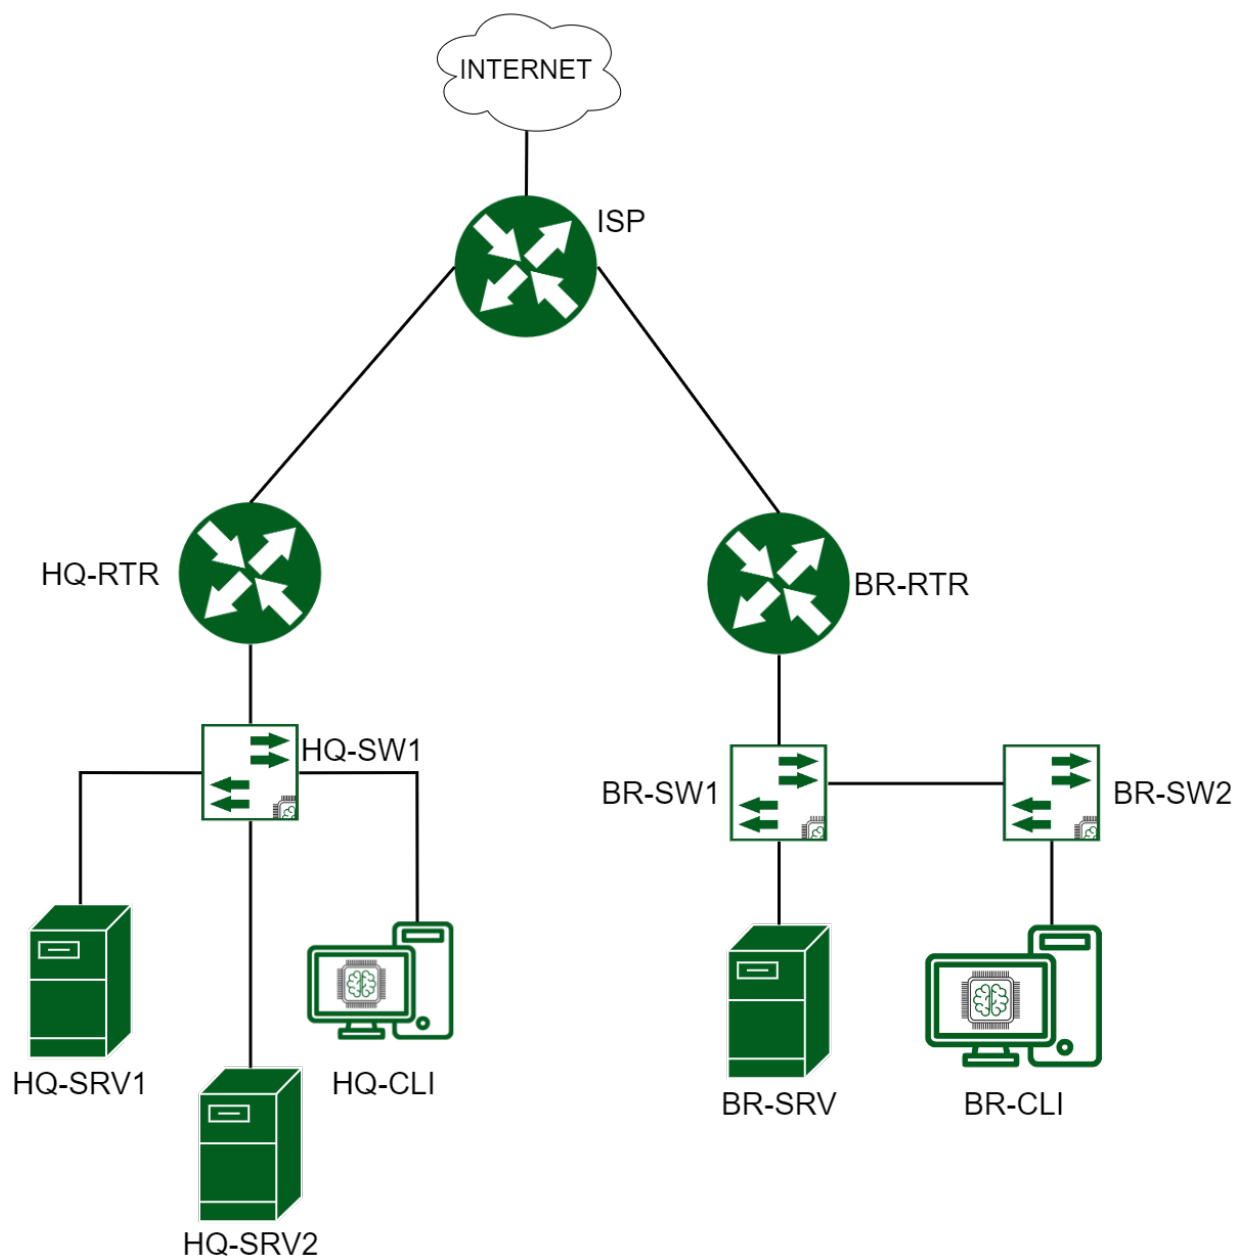 INTERNET
ISP
HQ-RTR
BR-RTR
HQ-SW1
BR-SW1
BR-SW2
HQ-SRV1
HQ-CLI
BR-SRV
BR-CLI
HQ-SRV2